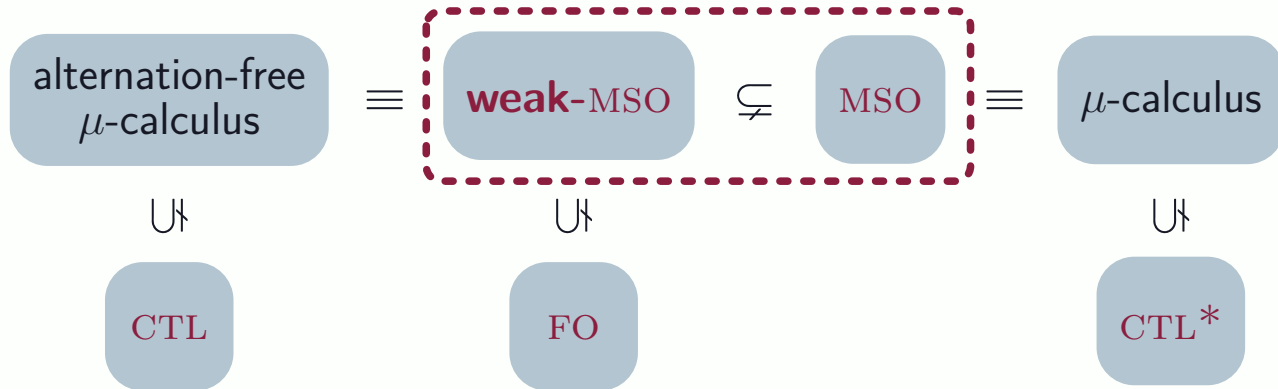 alternation-free
μ-calculus
≡
weak-MSO
⊊
MSO
≡
μ-calculus
⊊
⊊
⊊
CTL
FO
CTL*